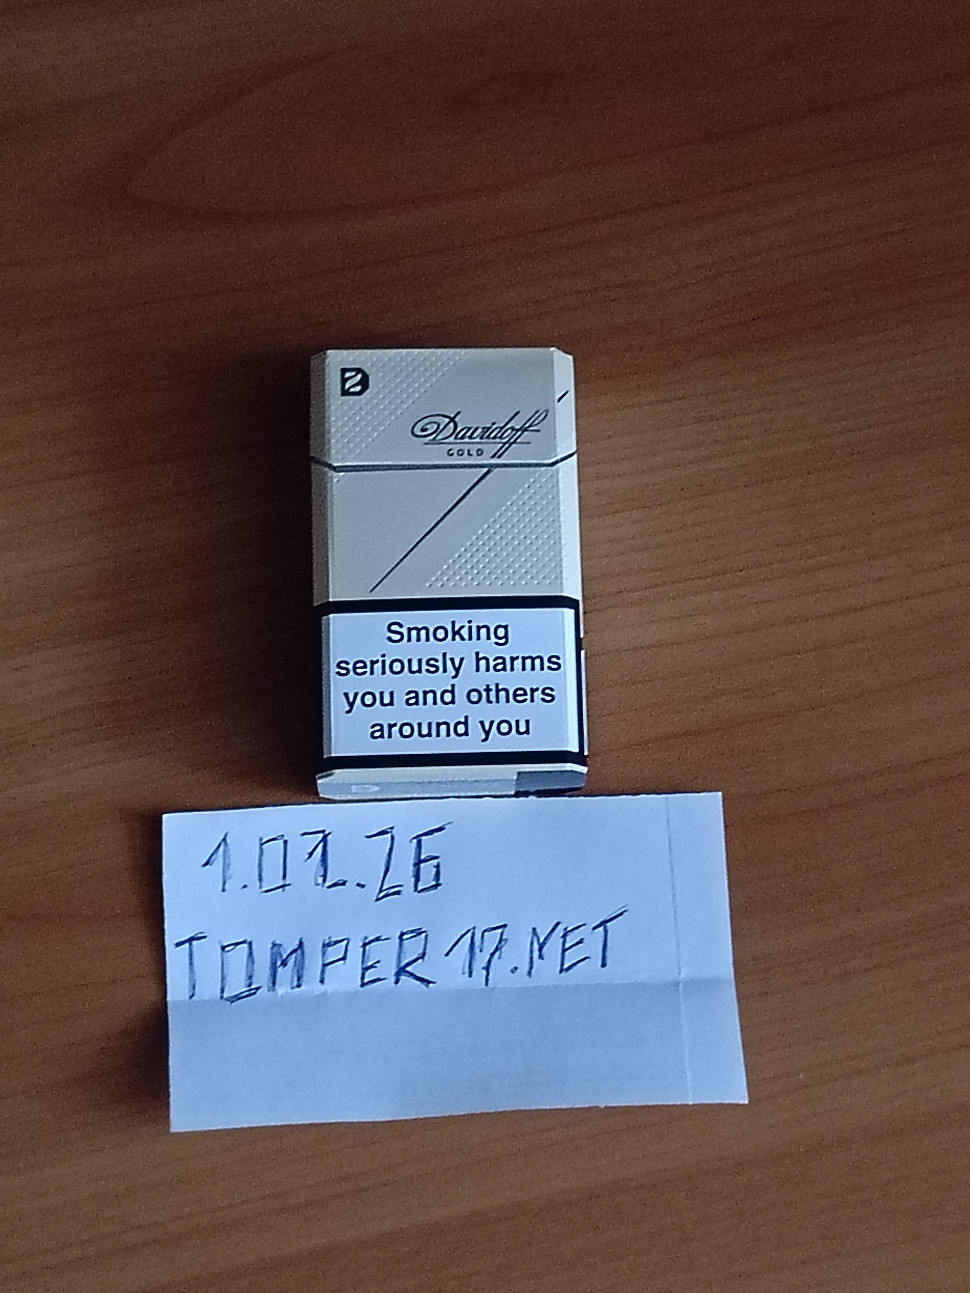 Davidoff
GOLD
Smoking
seriously harms
you and others
around you
1.01.26
TOMPER17.NET